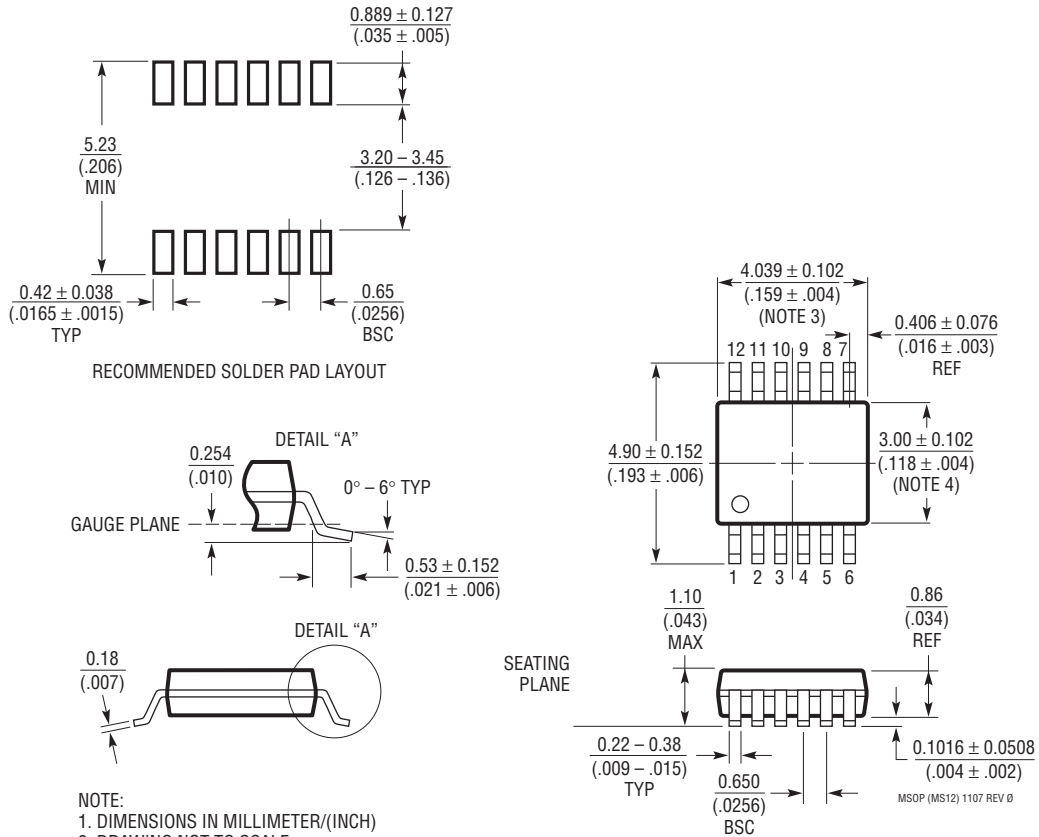 0.889 ± 0.127
(.035 ± .005)
5.23
(.206)
MIN
3.20 – 3.45
(.126 – .136)
0.42 ± 0.038
(.0165 ± .0015)
TYP
0.65
(.0256)
BSC
RECOMMENDED SOLDER PAD LAYOUT
4.039 ± 0.102
(.159 ± .004)
(NOTE 3)
0.406 ± 0.076
(.016 ± .003)
REF
12 11 10 9 8 7
4.90 ± 0.152
(.193 ± .006)
3.00 ± 0.102
(.118 ± .004)
(NOTE 4)
1 2 3 4 5 6
DETAIL “A”
0.254
(.010)
0° – 6° TYP
GAUGE PLANE
0.53 ± 0.152
(.021 ± .006)
DETAIL “A”
0.18
(.007)
SEATING
PLANE
1.10
(.043)
MAX
0.86
(.034)
REF
0.22 – 0.38
(.009 – .015)
TYP
0.650
(.0256)
BSC
0.1016 ± 0.0508
(.004 ± .002)
MSOP (MS12) 1107 REV Ø
NOTE:
1. DIMENSIONS IN MILLIMETER/(INCH)